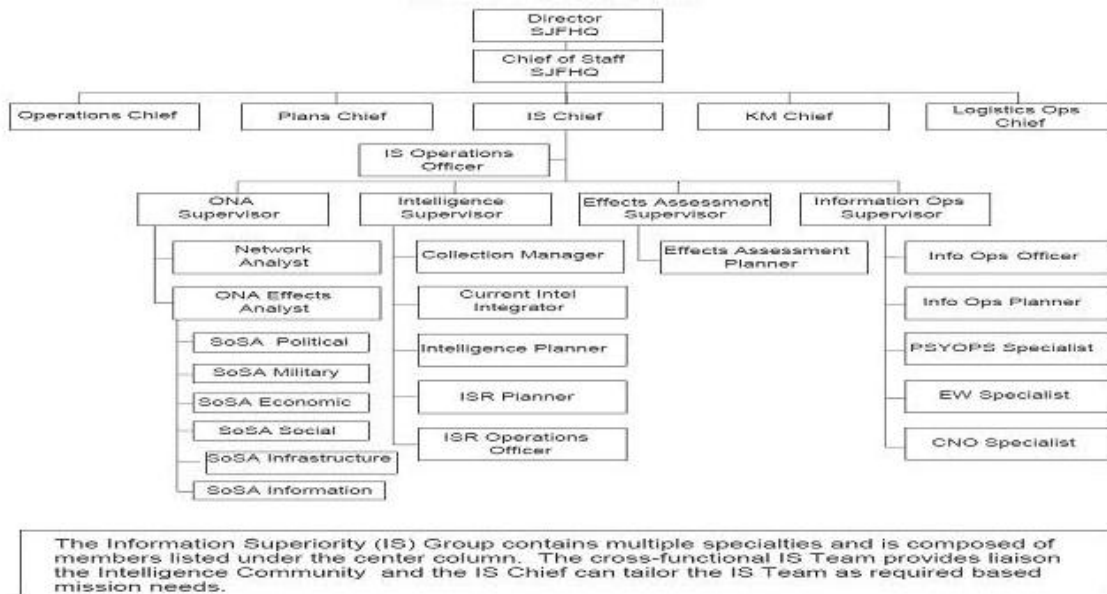 Director
SJFHQ
Chief of Staff
SJFHQ
Operations Chief
Plans Chief
IS Chief
KM Chief
Logistics Ops
Chief
IS Operations
Officer
ONA
Supervisor
Intelligence
Supervisor
Effects Assessment
Supervisor
Information Ops
Supervisor
Network
Analyst
ONA Effects
Analyst
SoSA Political
SoSA Military
SoSA Economic
SoSA Social
SoSA Infrastructure
SoSA Information
Collection Manager
Current Intel
Integrator
Intelligence Planner
ISR Planner
ISR Operations
Officer
Effects Assessment
Planner
Info Ops Officer
Info Ops Planner
PSYOPS Specialist
EW Specialist
CNO Specialist
The Information Superiority (IS) Group contains multiple specialties and is composed of
members listed under the center column. The cross-functional IS Team provides liaison
the Intelligence Community and the IS Chief can tailor the IS Team as required based
mission needs.